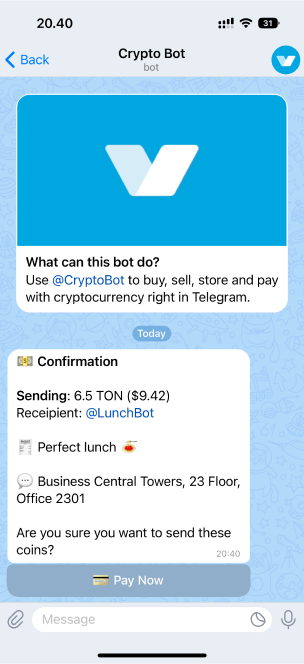 20.40
31
Back
Crypto Bot
bot
What can this bot do?
Use @CryptoBot to buy, sell, store and pay
with cryptocurrency right in Telegram.
Today
Confirmation
Sending: 6.5 TON ($9.42)
Receipient: @LunchBot
Perfect lunch
Business Central Towers, 23 Floor,
Office 2301
Are you sure you want to send these
coins?
20:40
Pay Now
Message